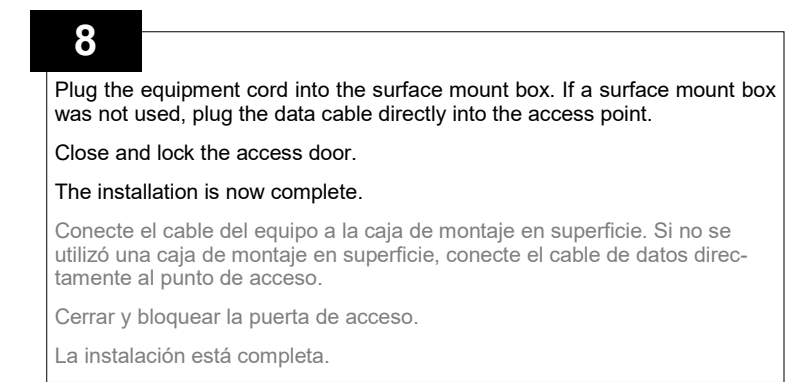 8
Plug the equipment cord into the surface mount box. If a surface mount box
was not used, plug the data cable directly into the access point.
Close and lock the access door.
The installation is now complete.
Conecte el cable del equipo a la caja de montaje en superficie. Si no se
utilizó una caja de montaje en superficie, conecte el cable de datos direc-
tamente al punto de acceso.
Cerrar y bloquear la puerta de acceso.
La instalación está completa.